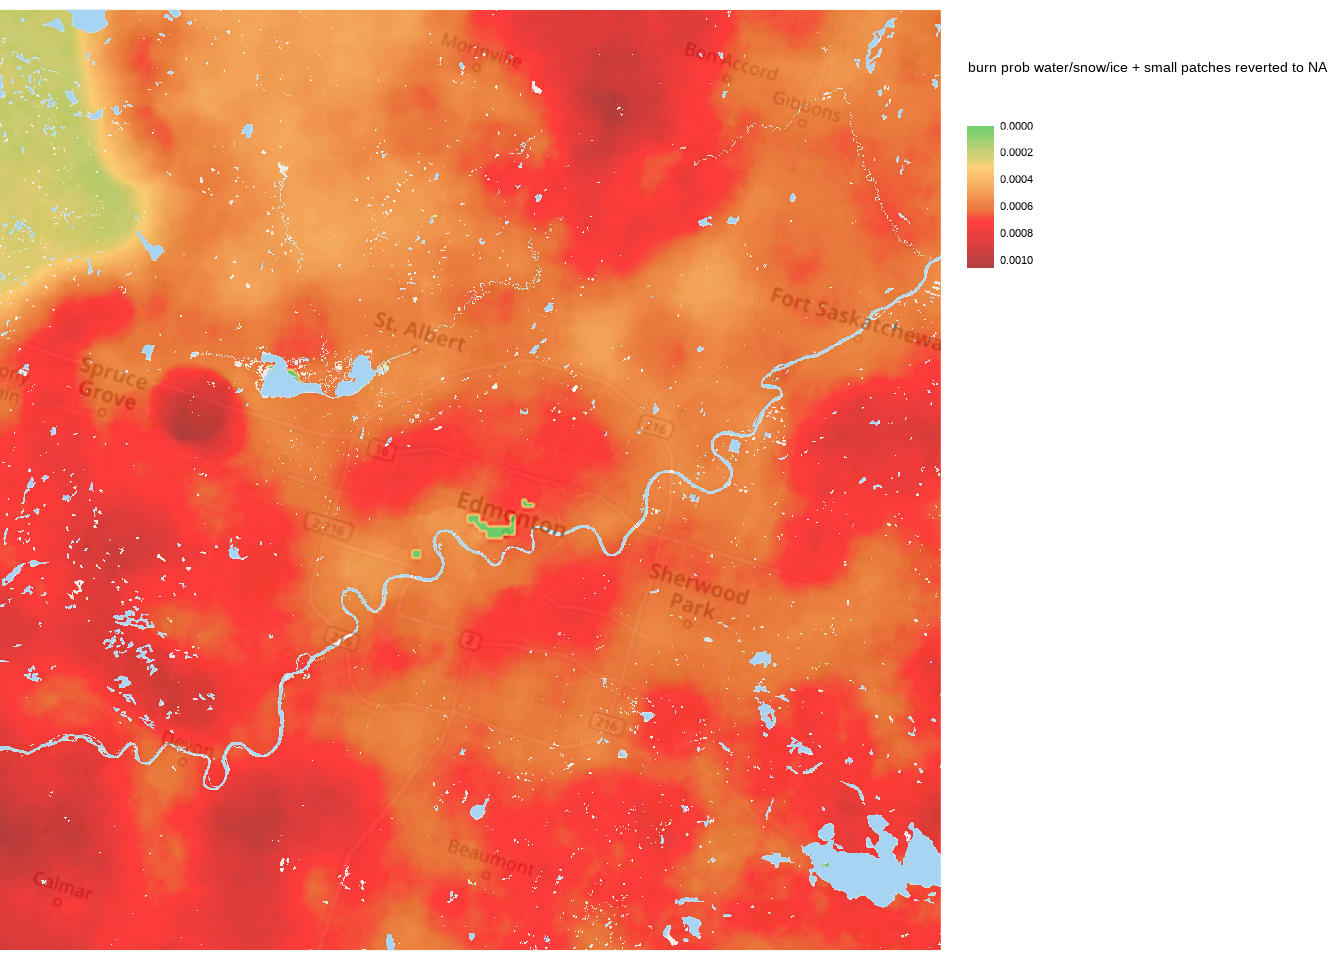 burn prob water/snow/ice + small patches reverted to NA
0.0000
0.0002
0.0004
0.0006
0.0008
0.0010
Morinville
Bon Accord
Gibbons
Fort Saskatchewa
St. Albert
Spruce
Grove
ony
ain
216
16
Edmonton
216
Sherwood
Park
2
216
Devon
Beaumont
Calmar